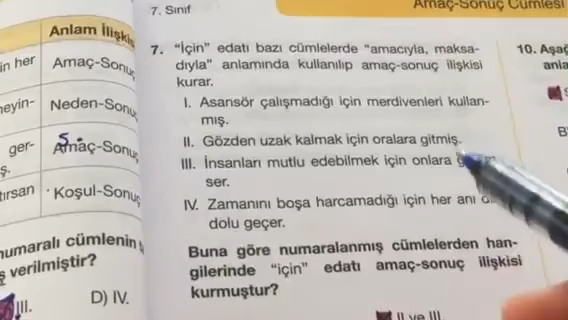 7. Sınıf
Amaç-Sonuç Cümlesi
Anlam İlişki
in her Amaç-Sonuç
neyin- Neden-Sonuç
ger- Amaç-Sonuç
ş.
tırsan Koşul-Sonuç
numaralı cümlenin
ş verilmiştir?
III. D) IV.
7. "İçin" edatı bazı cümlelerde "amacıyla, maksa-
dıyla" anlamında kullanılıp amaç-sonuç ilişkisi
kurar.
I. Asansör çalışmadığı için merdivenleri kullan-
mış.
II. Gözden uzak kalmak için oralara gitmiş.
III. İnsanları mutlu edebilmek için onlara
ser.
IV. Zamanını boşa harcamadığı için her anı
dolu geçer.
Buna göre numaralanmış cümlelerden han-
gilerinde "için" edatı amaç-sonuç ilişkisi
kurmuştur?
II ve III.
10. Aşağ
anla
B